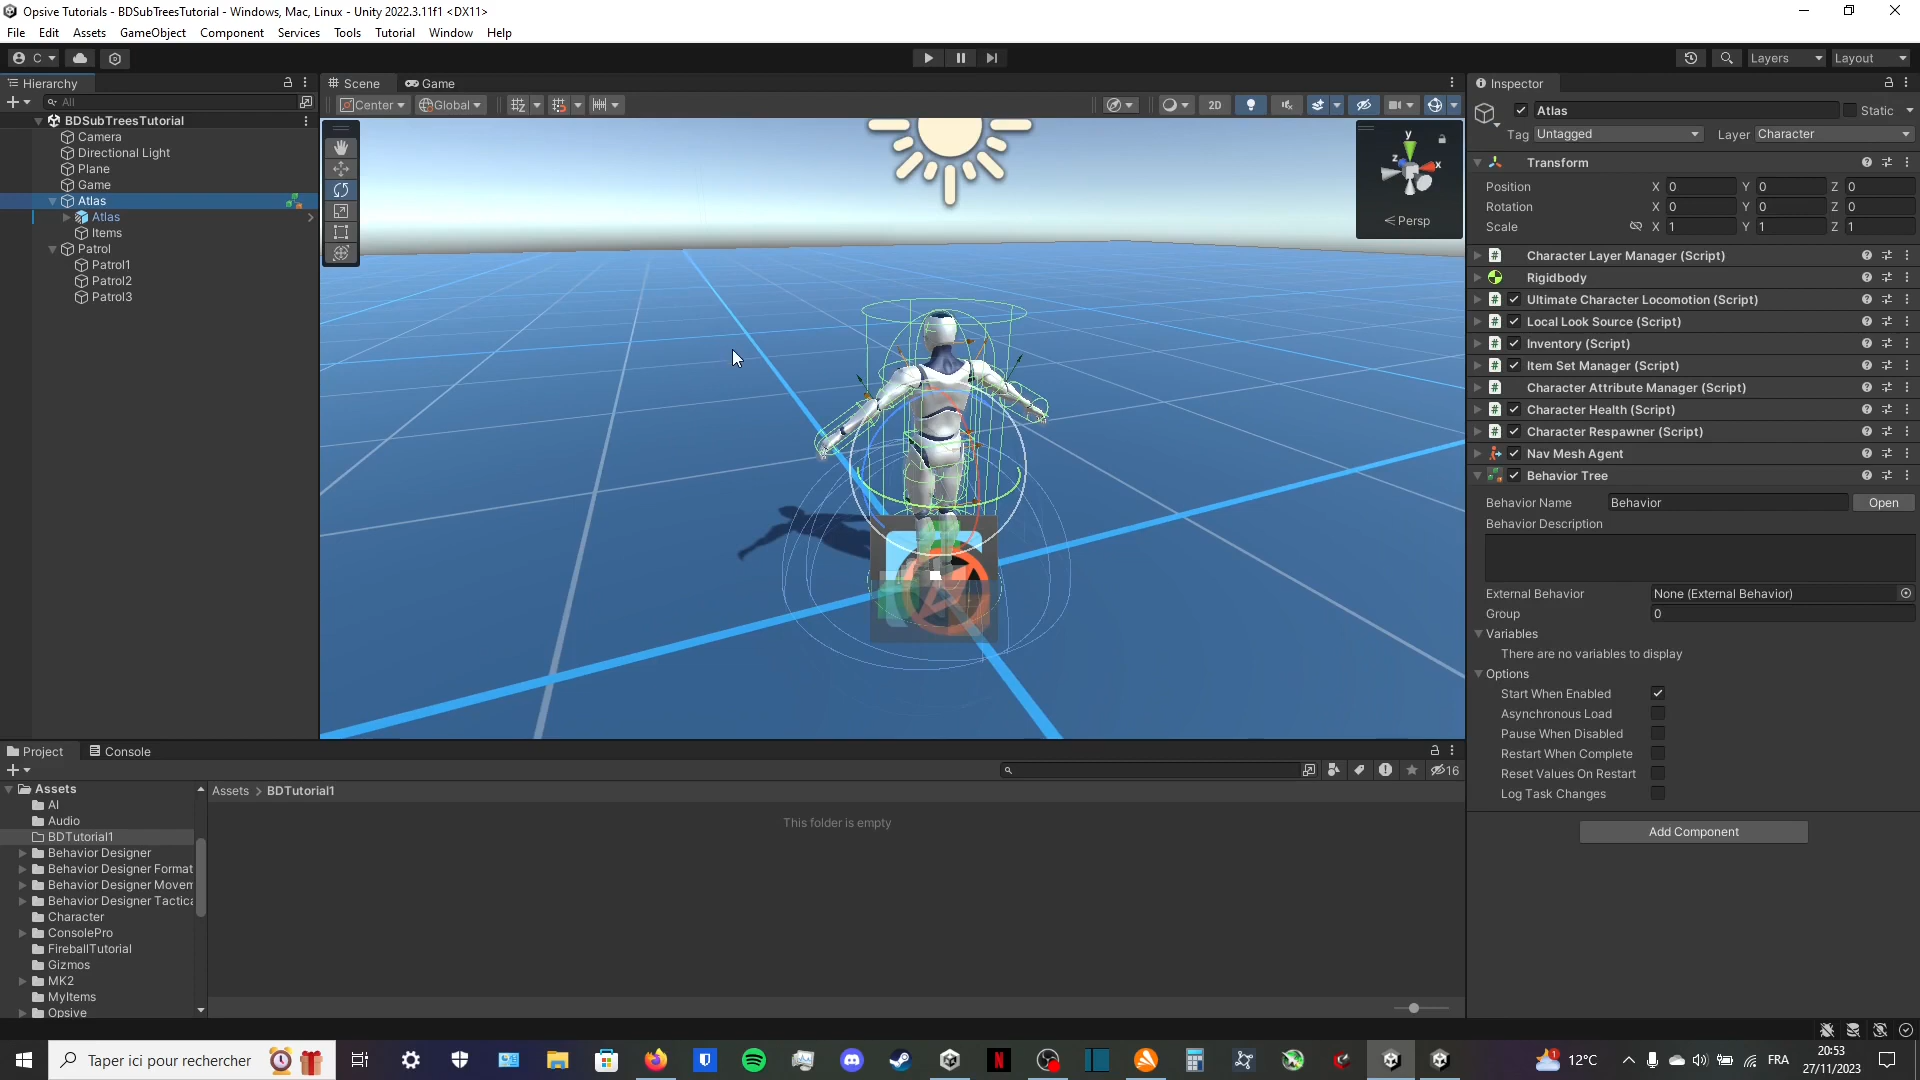 Opsive Tutorials - BDSubTreesTutorial - Windows, Mac, Linux - Unity 2022.3.11f1 <DX11>
File Edit Assets GameObject Component Services Tools Tutorial Window Help
C Layers Layout
Hierarchy
All
BDSubTreesTutorial
Camera
Directional Light
Plane
Game
Atlas
Atlas
Items
Patrol
Patrol1
Patrol2
Patrol3
Scene Game
Center Global 2D
y
z x
Persp
Inspector
Atlas Static
Tag Untagged Layer Character
Transform
Position X 0 Y 0 Z 0
Rotation X 0 Y 0 Z 0
Scale X 1 Y 1 Z 1
Character Layer Manager (Script)
Rigidbody
Ultimate Character Locomotion (Script)
Local Look Source (Script)
Inventory (Script)
Item Set Manager (Script)
Character Attribute Manager (Script)
Character Health (Script)
Character Respawner (Script)
Nav Mesh Agent
Behavior Tree
Behavior Name Behavior Open
Behavior Description
External Behavior None (External Behavior)
Group 0
Variables
There are no variables to display
Options
Start When Enabled
Asynchronous Load
Pause When Disabled
Restart When Complete
Reset Values On Restart
Log Task Changes
Add Component
Project Console
16
Assets
AI
Audio
BDTutorial1
Behavior Designer
Behavior Designer Format
Behavior Designer Movem
Behavior Designer Tactica
Character
ConsolePro
FireballTutorial
Gizmos
MK2
MyItems
Opsive
Assets > BDTutorial1
This folder is empty
Taper ici pour rechercher
1 12°C FRA 20:53
27/11/2023